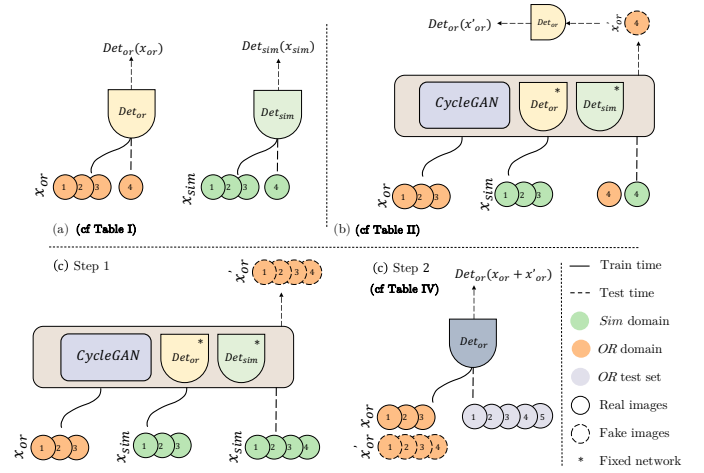 Det_or(x_or)
Det_sim(x_sim)
Det_or
Det_sim
x_or
1 2 3 4
x_sim
1 2 3 4
(a) (cf Table I)
Det_or(x'_or)
Det_or
x'_or
4
CycleGAN
Det_or *
Det_sim *
x_or
1 2 3
x_sim
1 2 3
4 4
(b) (cf Table II)
(c) Step 1
x'_or
1 2 3 4
CycleGAN
Det_or *
Det_sim *
x_or
1 2 3
x_sim
1 2 3
x_sim
1 2 3 4
(c) Step 2
(cf Table IV)
Det_or(x_or + x'_or)
Det_or
x_or
1 2 3
x'_or
1 2 3 4
1 2 3 4 5
Train time
Test time
Sim domain
OR domain
OR test set
Real images
Fake images
* Fixed network